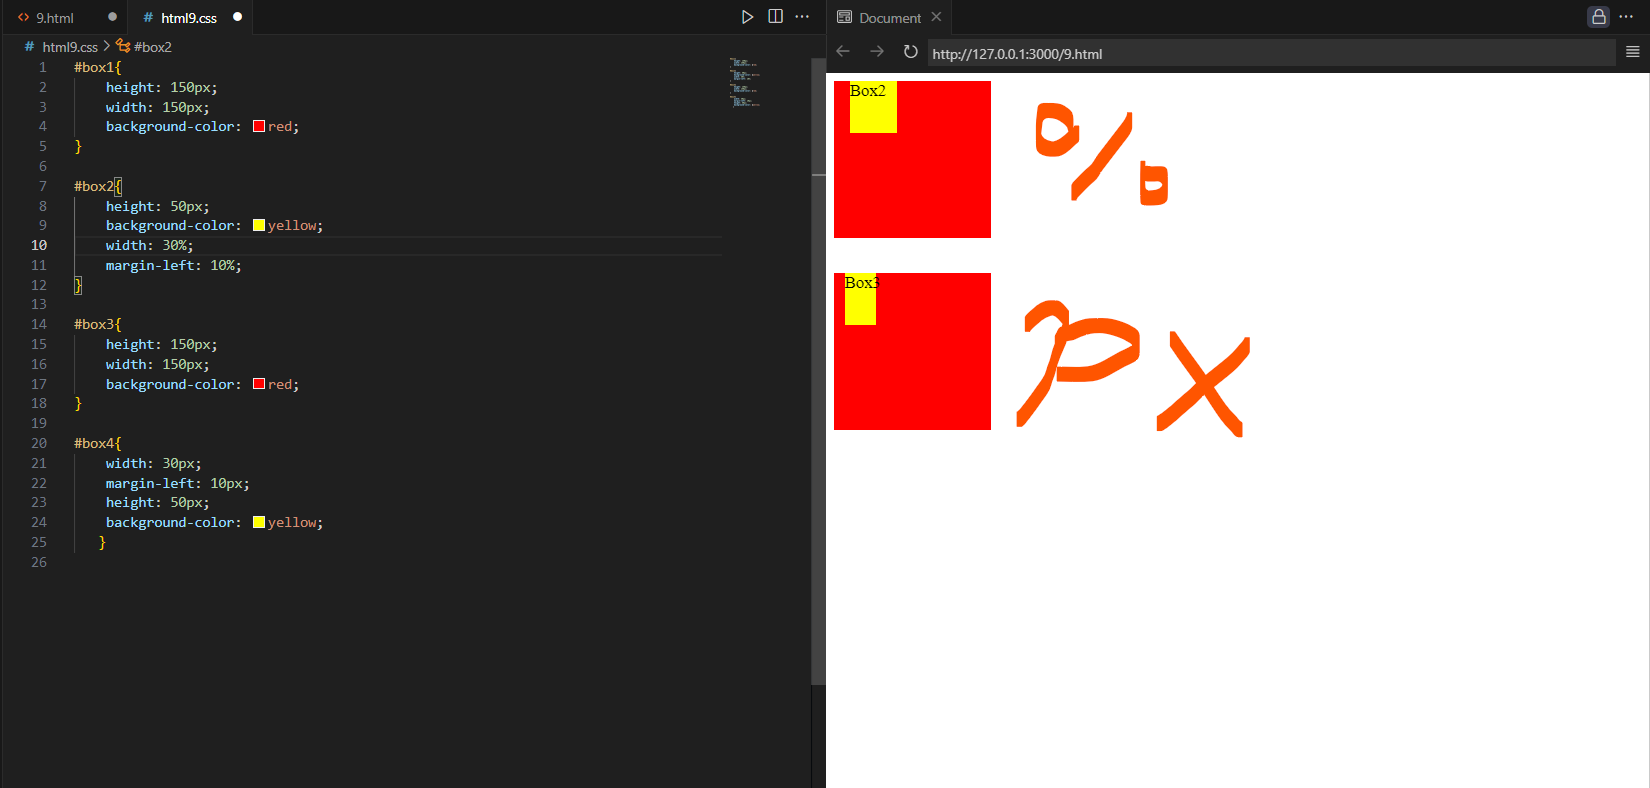 9.html
html9.css
html9.css > #box2
1 #box1{
2 height: 150px;
3 width: 150px;
4 background-color: red;
5 }
6
7 #box2{
8 height: 50px;
9 background-color: yellow;
10 width: 30%;
11 margin-left: 10%;
12 }
13
14 #box3{
15 height: 150px;
16 width: 150px;
17 background-color: red;
18 }
19
20 #box4{
21 width: 30px;
22 margin-left: 10px;
23 height: 50px;
24 background-color: yellow;
25 }
26
Document
http://127.0.0.1:3000/9.html
Box2
%
Box3
Px